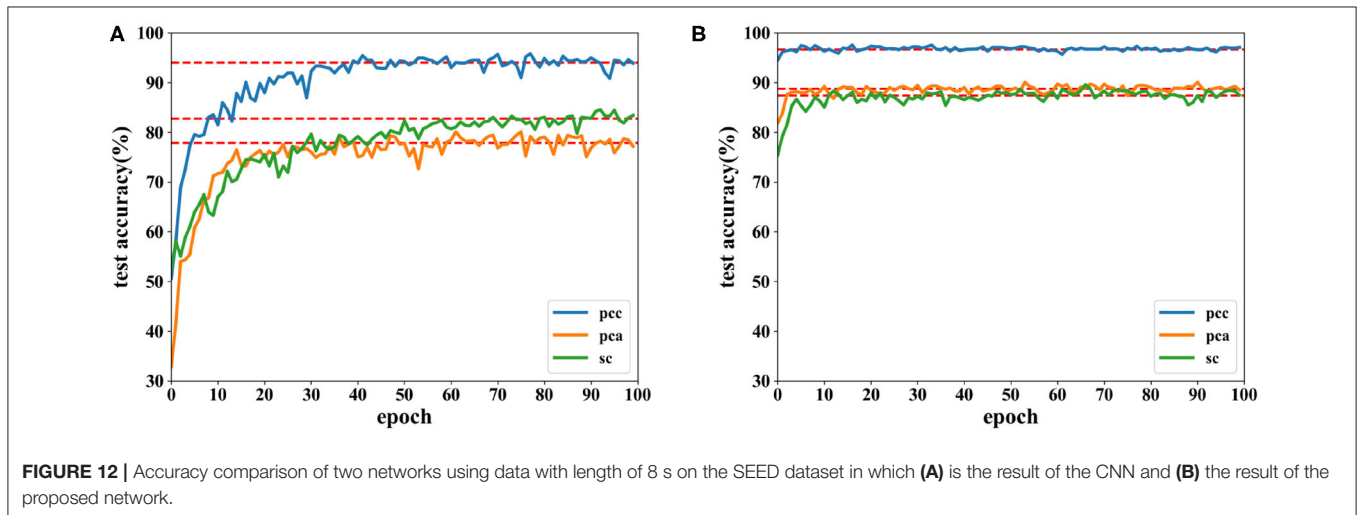 A
100
90
80
70
60
50
40
30
test accuracy(%)
0 10 20 30 40 50 60 70 80 90 100
epoch
pcc
pca
sc
B
100
90
80
70
60
50
40
30
test accuracy(%)
0 10 20 30 40 50 60 70 80 90 100
epoch
pcc
pca
sc
FIGURE 12 | Accuracy comparison of two networks using data with length of 8 s on the SEED dataset in which (A) is the result of the CNN and (B) the result of the
proposed network.